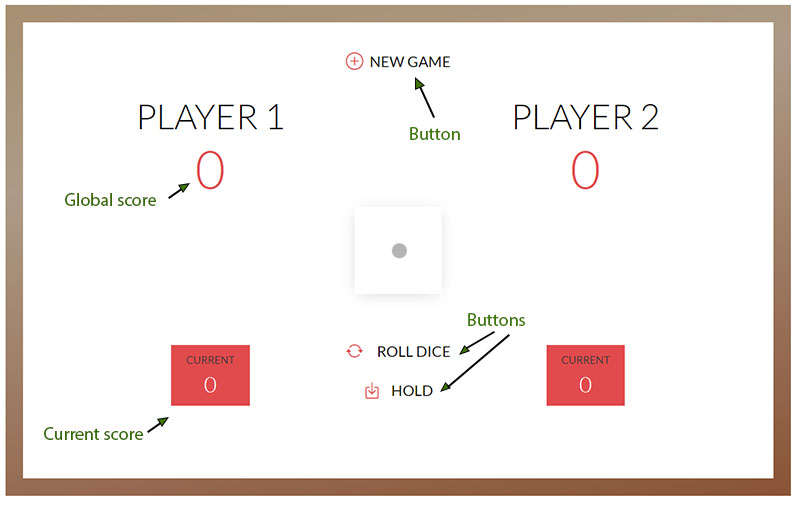 NEW GAME
PLAYER 1
PLAYER 2
Button
0
0
Global score
Buttons
ROLL DICE
CURRENT
CURRENT
0
0
HOLD
Current score